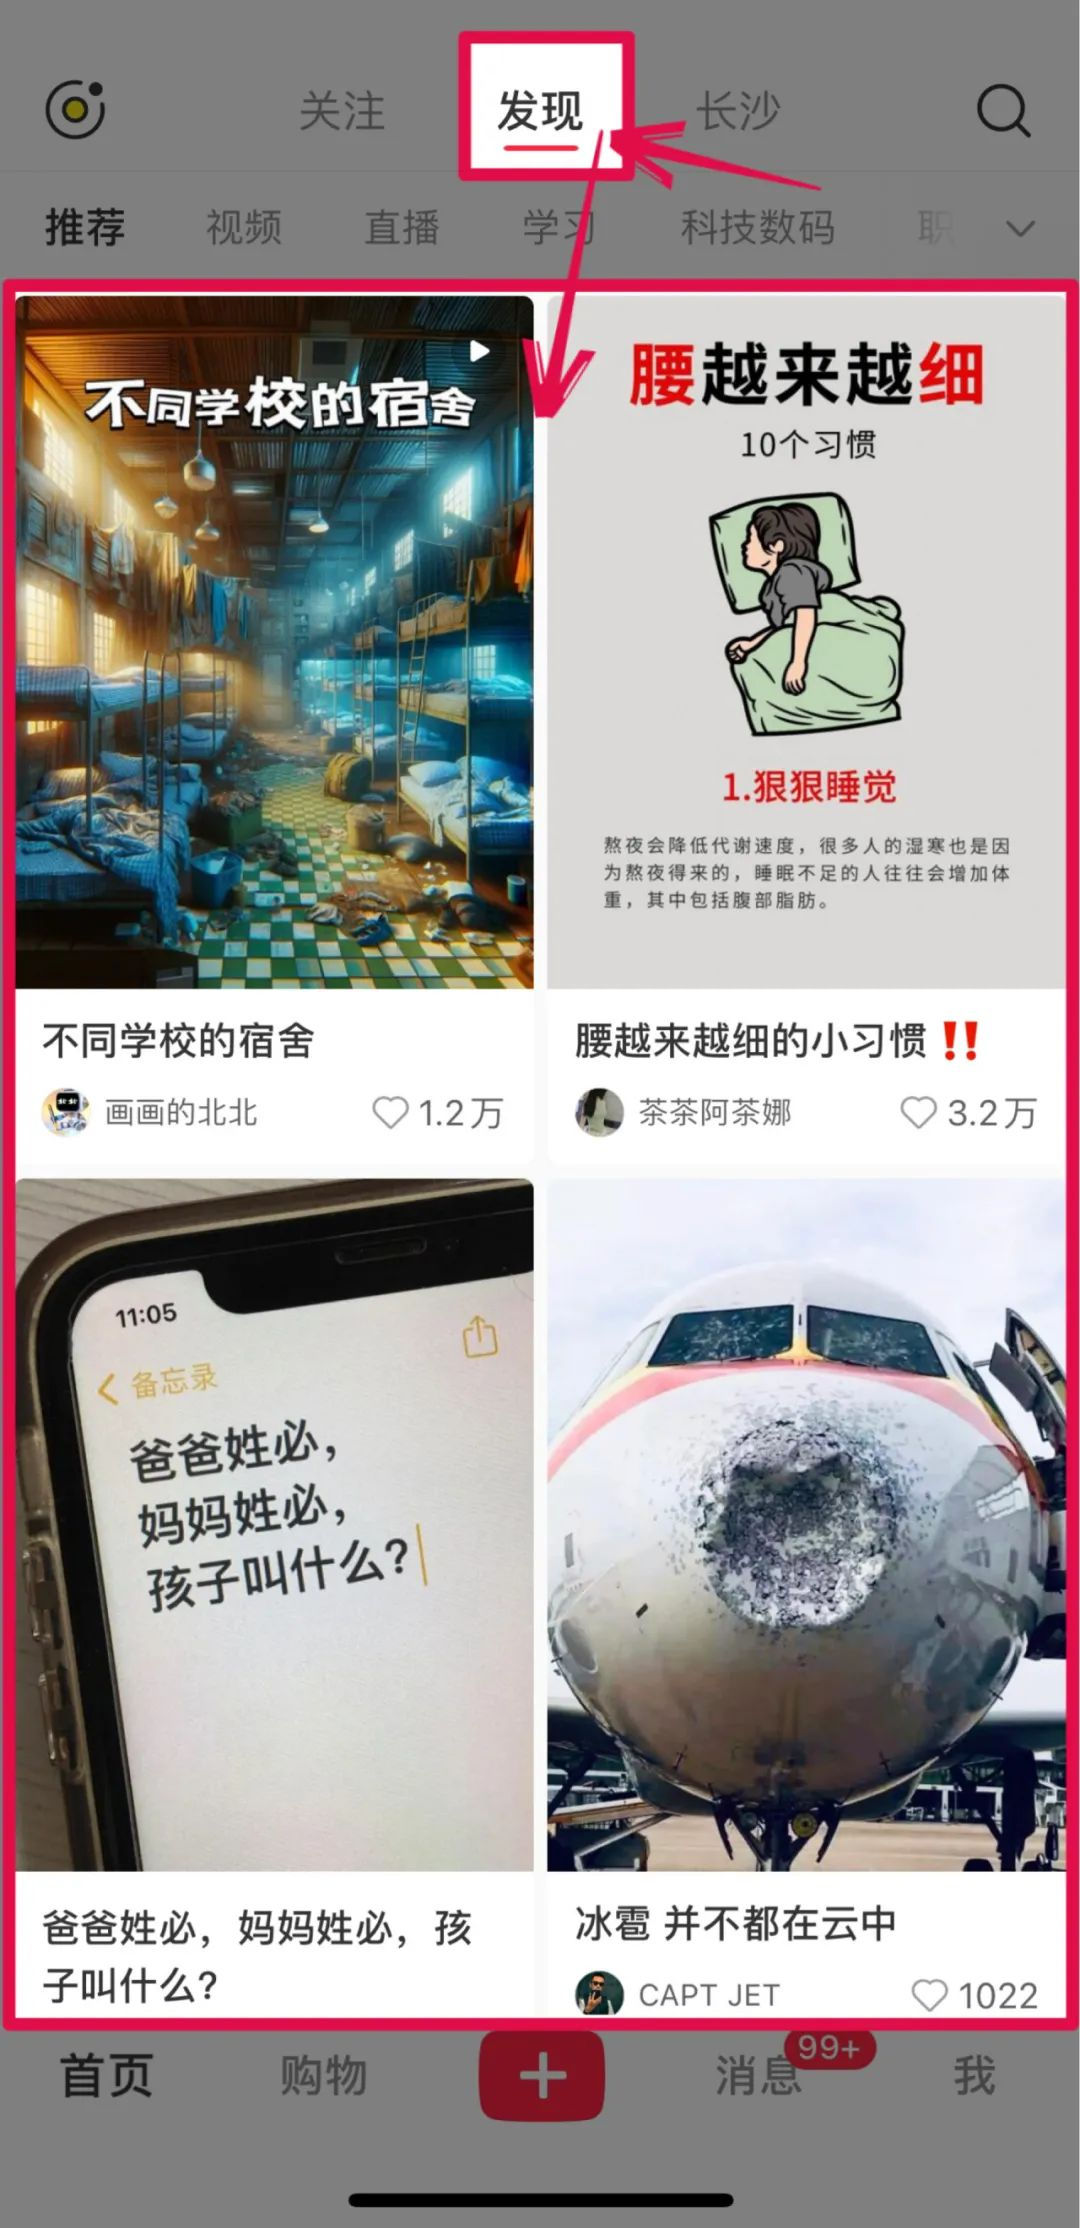 关注
发现
长沙
推荐
视频
直播
学习
科技数码
职
不同学校的宿舍
腰越来越细
10个习惯
1.狠狠睡觉
熬夜会降低代谢速度，很多人的湿寒也是因
为熬夜得来的，睡眠不足的人往往会增加体
重，其中包括腹部脂肪。
不同学校的宿舍
画画的北北
1.2万
腰越来越细的小习惯 ‼️
茶茶阿茶娜
3.2万
11:05
备忘录
爸爸姓必，
妈妈姓必，
孩子叫什么?
爸爸姓必，妈妈姓必，孩
子叫什么?
冰雹 并不都在云中
CAPT JET
1022
首页
购物
消息
99+
我